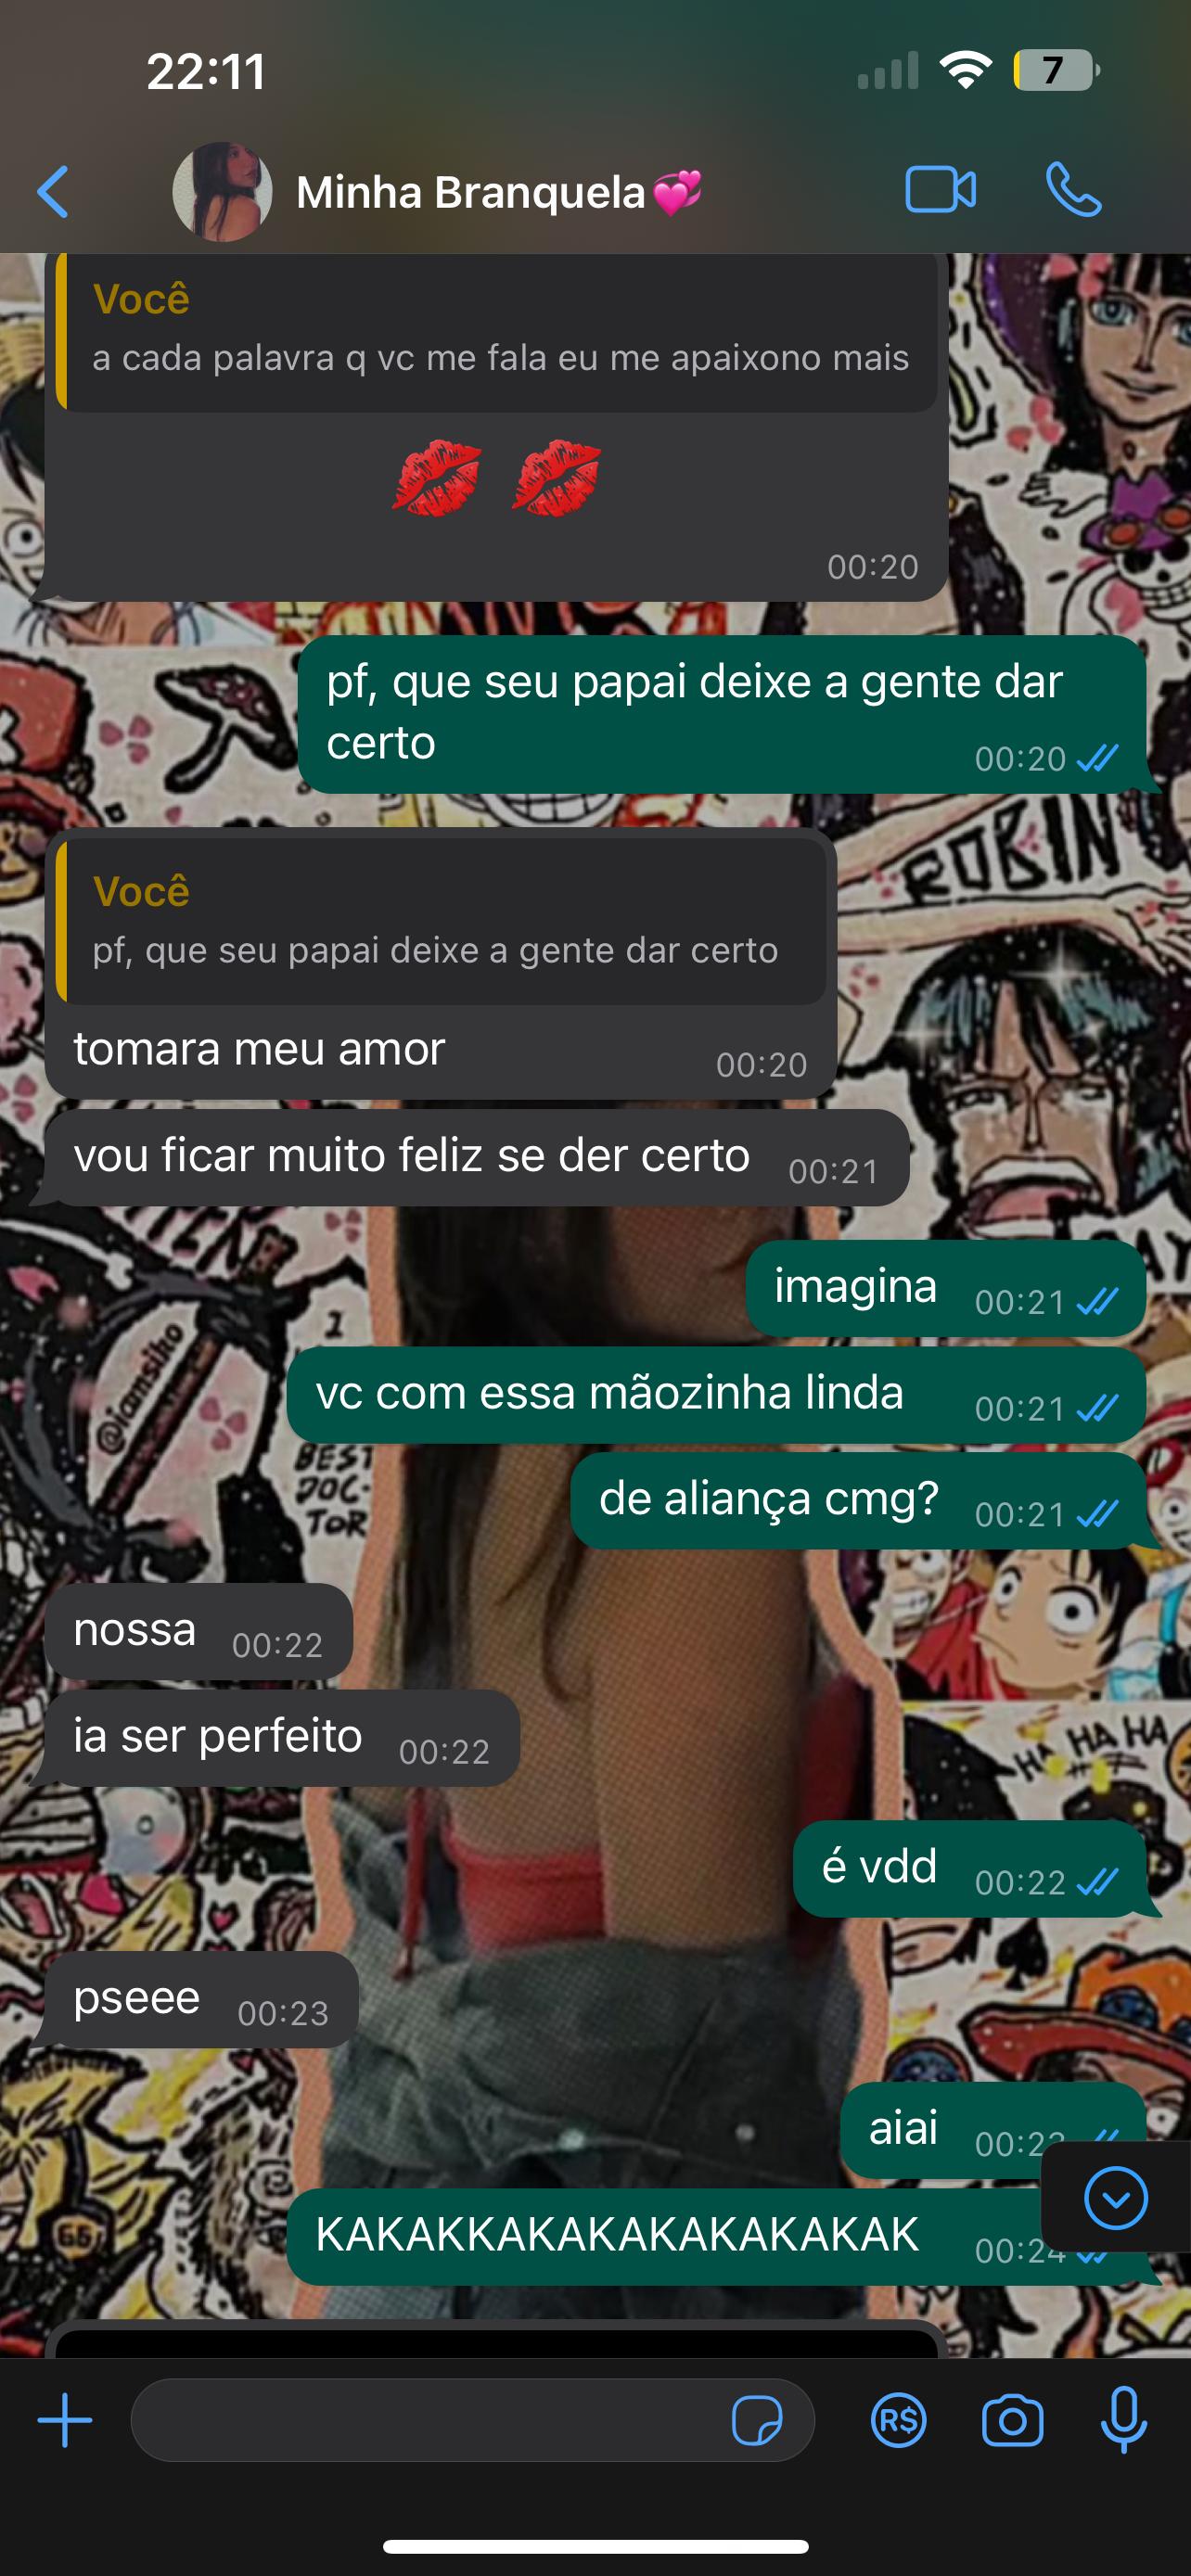 22:11
7
Minha Branquela💞
Você
a cada palavra q vc me fala eu me apaixono mais
💋 💋
00:20
pf, que seu papai deixe a gente dar
certo
00:20
ROBIN
Você
pf, que seu papai deixe a gente dar certo
tomara meu amor
00:20
vou ficar muito feliz se der certo
00:21
imagina
00:21
1
@iamsiho
vc com essa mãozinha linda
00:21
BEST
DOC-
TOR
de aliança cmg?
00:21
nossa
00:22
ia ser perfeito
00:22
HA HA HA
é vdd
00:22
pseee
00:23
aiai
KAKAKKAKAKAKAKAKAKAK
00:24
R$